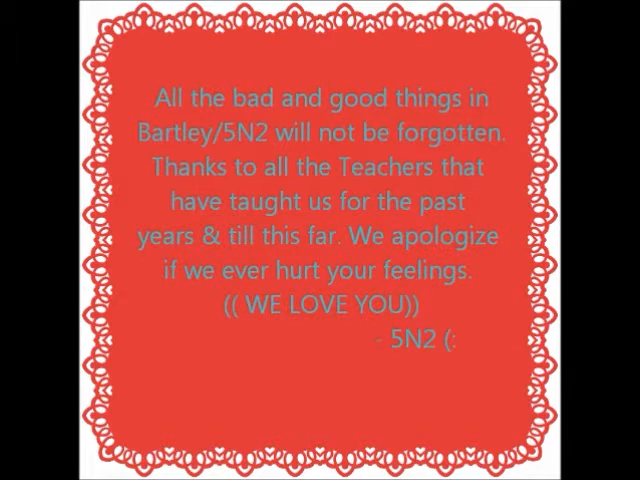 All the bad and good things in
Bartley/5N2 will not be forgotten.
Thanks to all the Teachers that
have taught us for the past
years & till this far. We apologize
if we ever hurt your feelings.
(( WE LOVE YOU))
- 5N2 (: